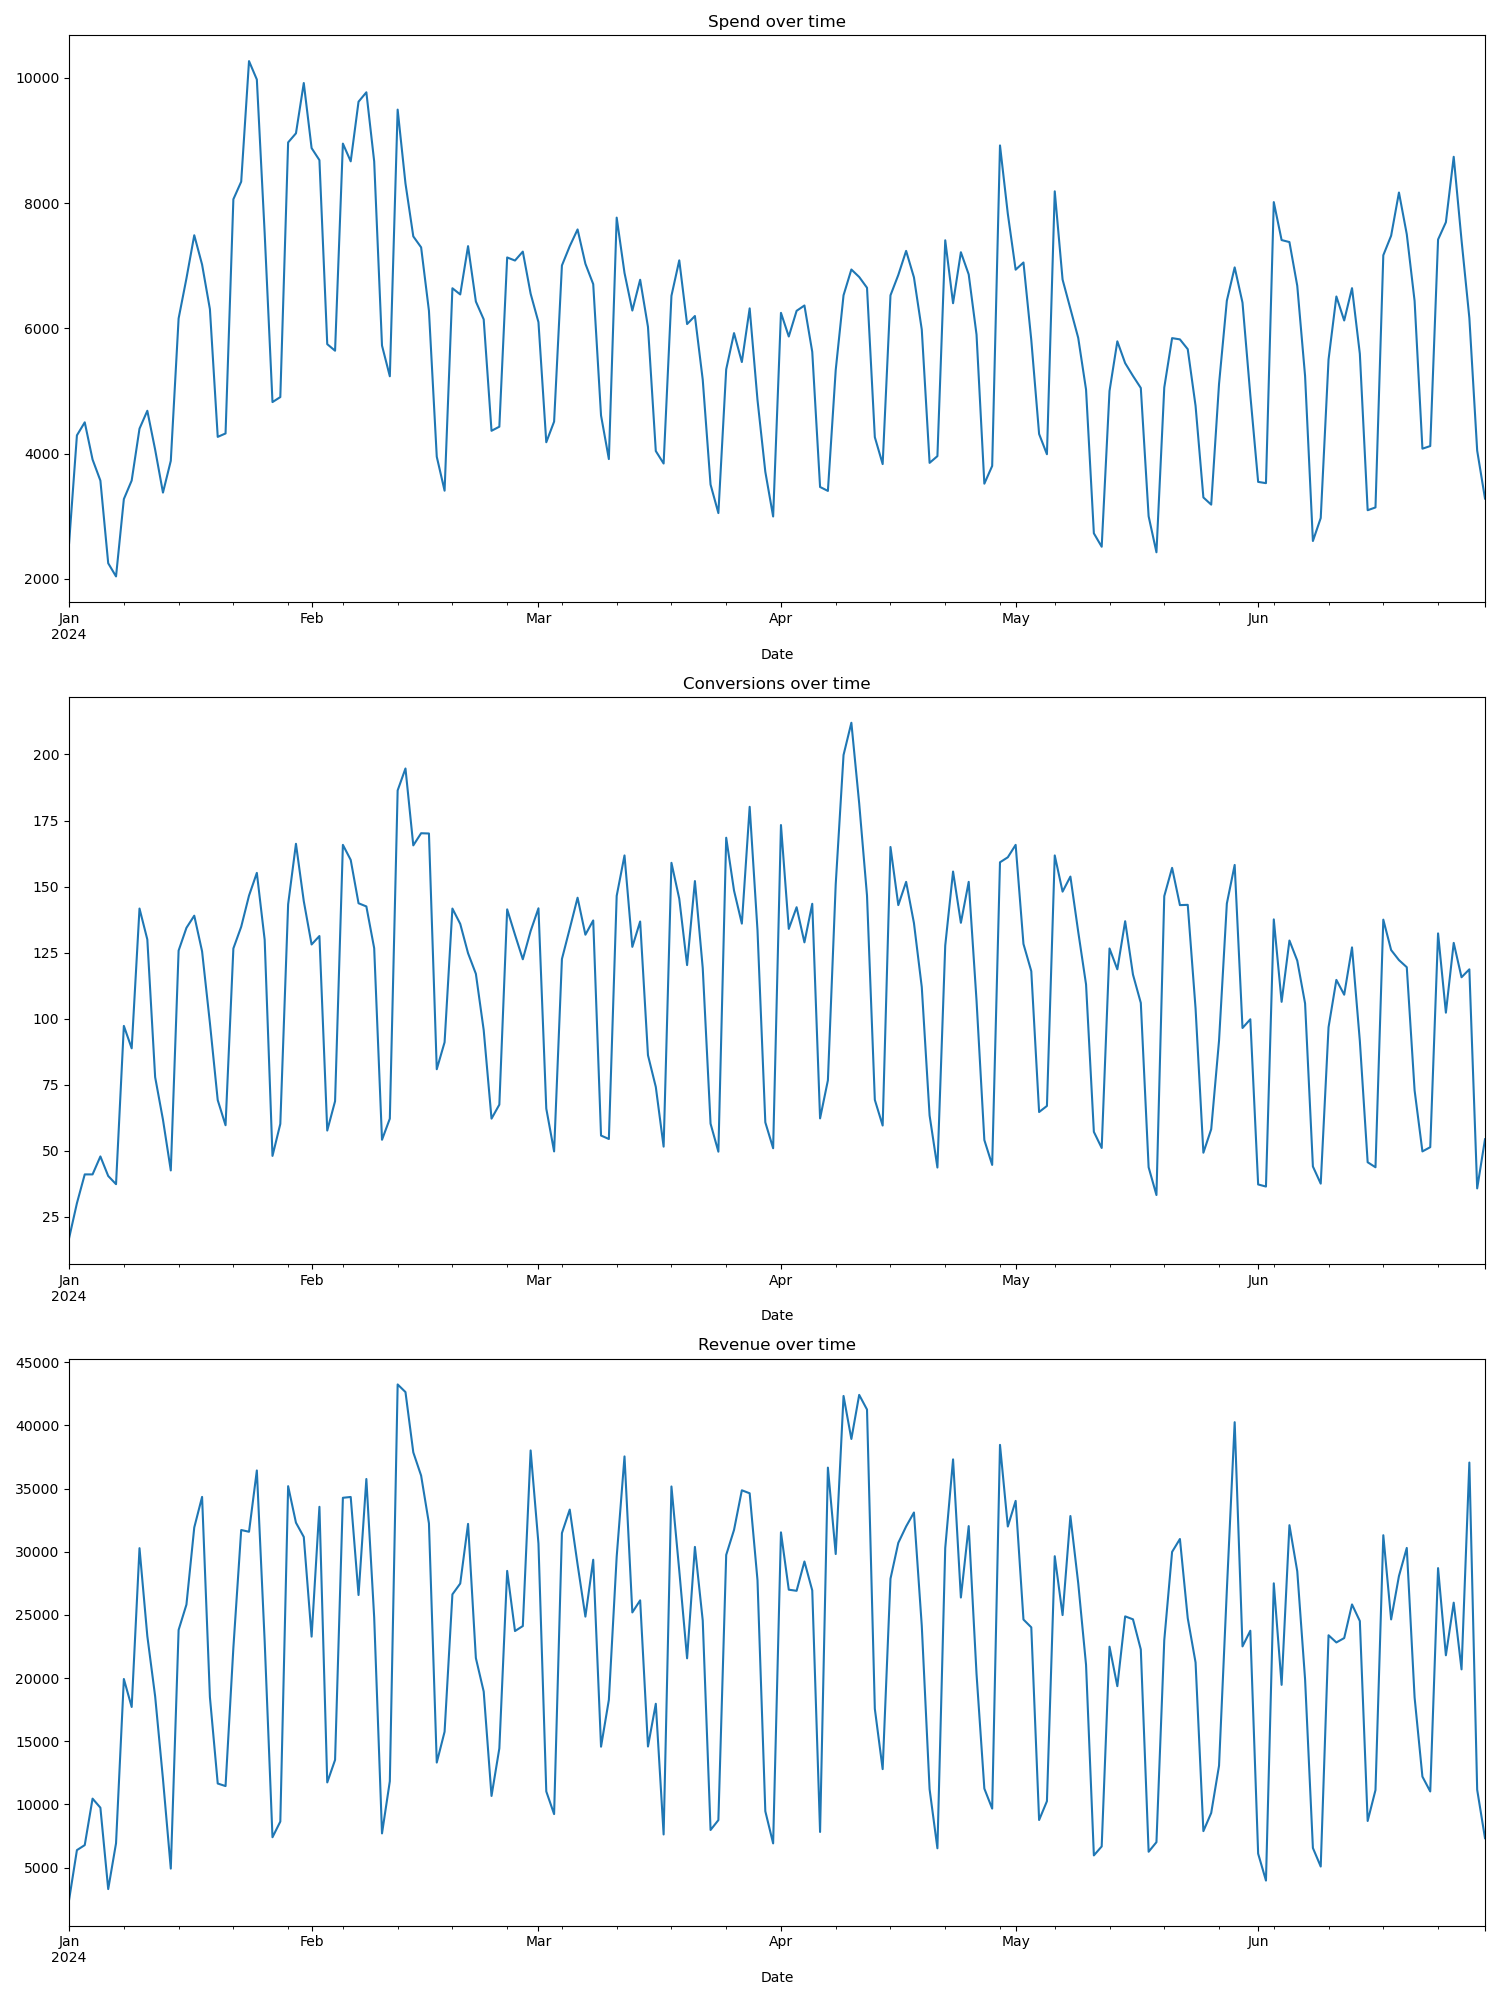 Spend over time
10000
8000
6000
4000
2000
Jan Feb Mar Apr May Jun
2024
Date
Conversions over time
200
175
150
125
100
75
50
25
Jan Feb Mar Apr May Jun
2024
Date
Revenue over time
45000
40000
35000
30000
25000
20000
15000
10000
5000
Jan Feb Mar Apr May Jun
2024
Date